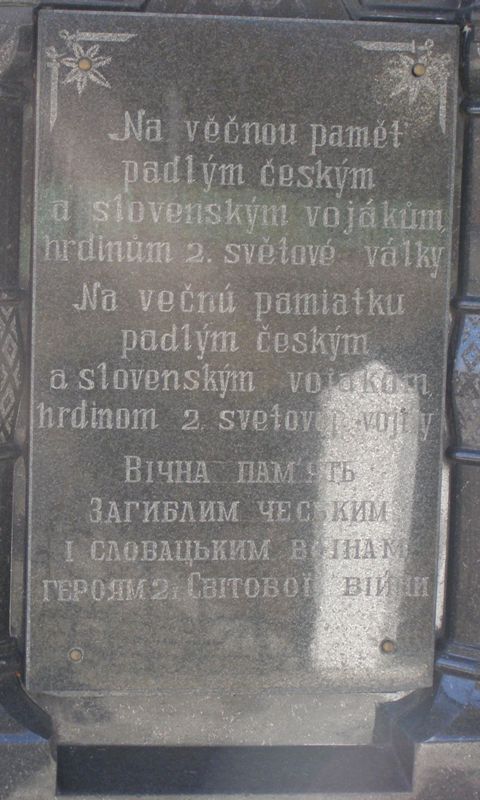 Na věčnou paměť
padlým českým
a slovenským vojákům,
hrdinům 2. světové války
Na večnú pamiatku
padlým českým
a slovenským vojakom,
hrdinom 2. svetovej vojny
ВІЧНА ПАМ'ЯТЬ
ЗАГИБЛИМ ЧЕСЬКИМ
І СЛОВАЦЬКИМ ВОЇНАМ
ГЕРОЯМ 2Ї СВІТОВОЇ ВІЙНИ